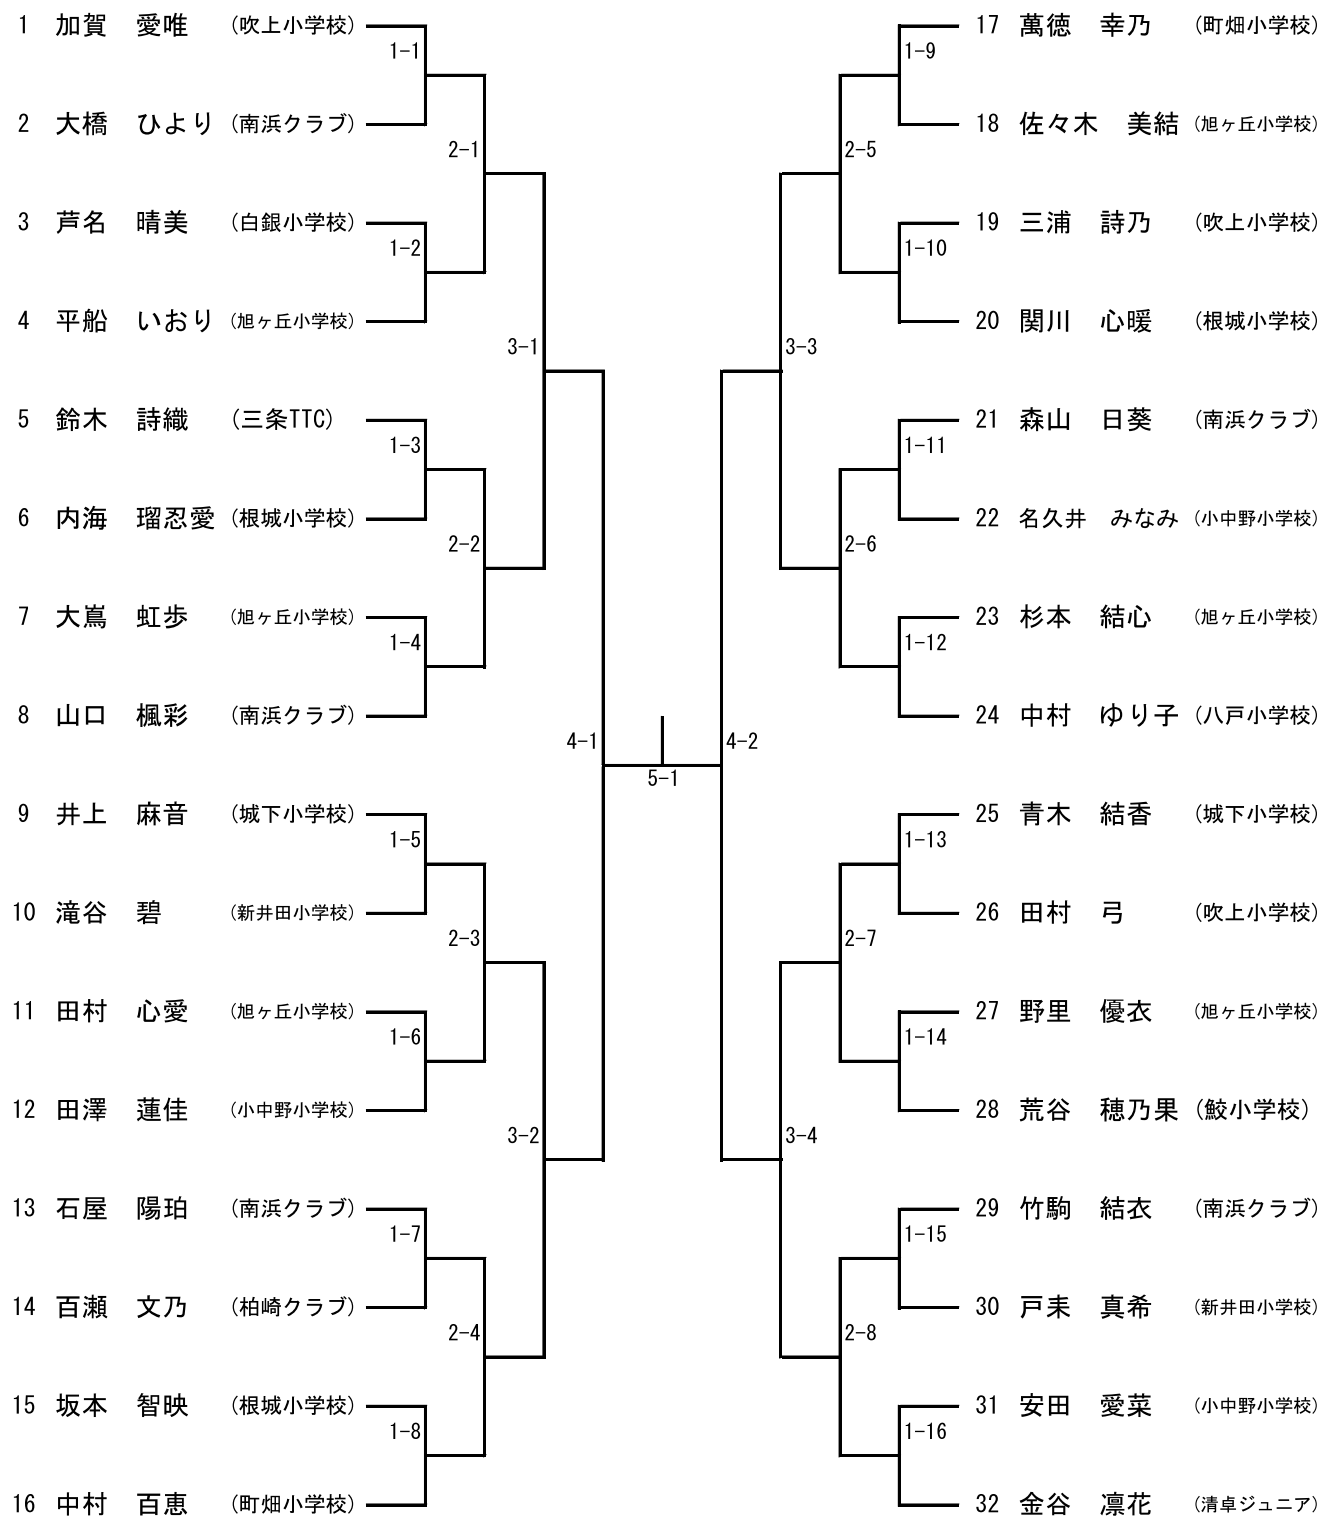 1 加賀 愛唯 (吹上小学校)
1-1
2 大橋 ひより (南浜クラブ)
2-1
3 芦名 晴美 (白銀小学校)
1-2
4 平船 いおり (旭ヶ丘小学校)
3-1
5 鈴木 詩織 (三条TTC)
1-3
6 内海 瑠忍愛 (根城小学校)
2-2
7 大嶌 虹歩 (旭ヶ丘小学校)
1-4
8 山口 楓彩 (南浜クラブ)
4-1
9 井上 麻音 (城下小学校)
1-5
10 滝谷 碧 (新井田小学校)
2-3
11 田村 心愛 (旭ヶ丘小学校)
1-6
12 田澤 蓮佳 (小中野小学校)
3-2
13 石屋 陽珀 (南浜クラブ)
1-7
14 百瀬 文乃 (柏崎クラブ)
2-4
15 坂本 智映 (根城小学校)
1-8
16 中村 百恵 (町畑小学校)
5-1
17 萬徳 幸乃 (町畑小学校)
1-9
18 佐々木 美結 (旭ヶ丘小学校)
2-5
19 三浦 詩乃 (吹上小学校)
1-10
20 関川 心暖 (根城小学校)
3-3
21 森山 日葵 (南浜クラブ)
1-11
22 名久井 みなみ (小中野小学校)
2-6
23 杉本 結心 (旭ヶ丘小学校)
1-12
24 中村 ゆり子 (八戸小学校)
4-2
25 青木 結香 (城下小学校)
1-13
26 田村 弓 (吹上小学校)
2-7
27 野里 優衣 (旭ヶ丘小学校)
1-14
28 荒谷 穂乃果 (鮫小学校)
3-4
29 竹駒 結衣 (南浜クラブ)
1-15
30 戸耒 真希 (新井田小学校)
2-8
31 安田 愛菜 (小中野小学校)
1-16
32 金谷 凛花 (清卓ジュニア)